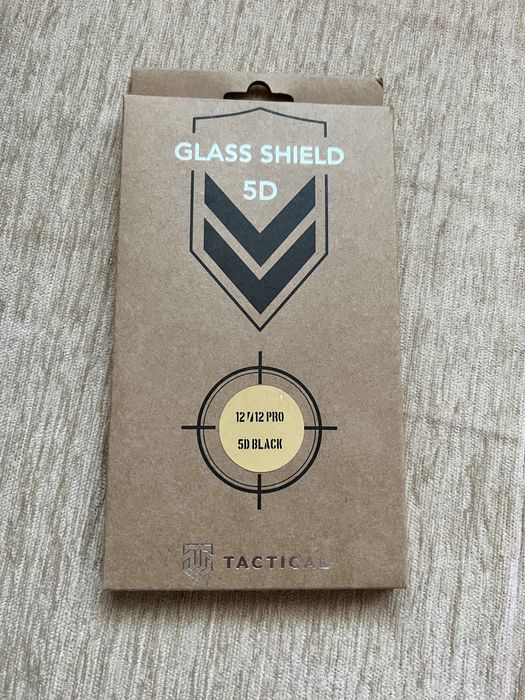 GLASS SHIELD
5D
12/12 PRO
5D BLACK
TACTICAL